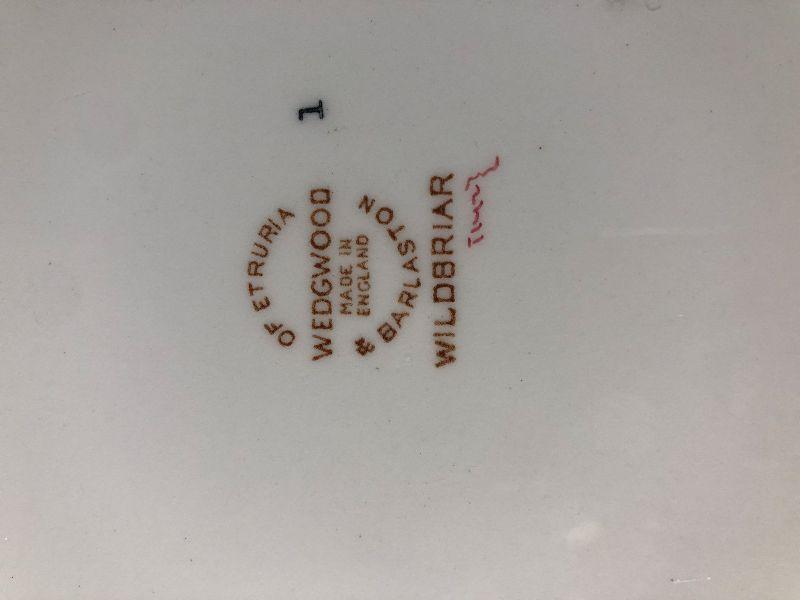 OF ETRURIA
WEDGWOOD
MADE IN
ENGLAND
& BARLASTON
WILDBRIAR
1